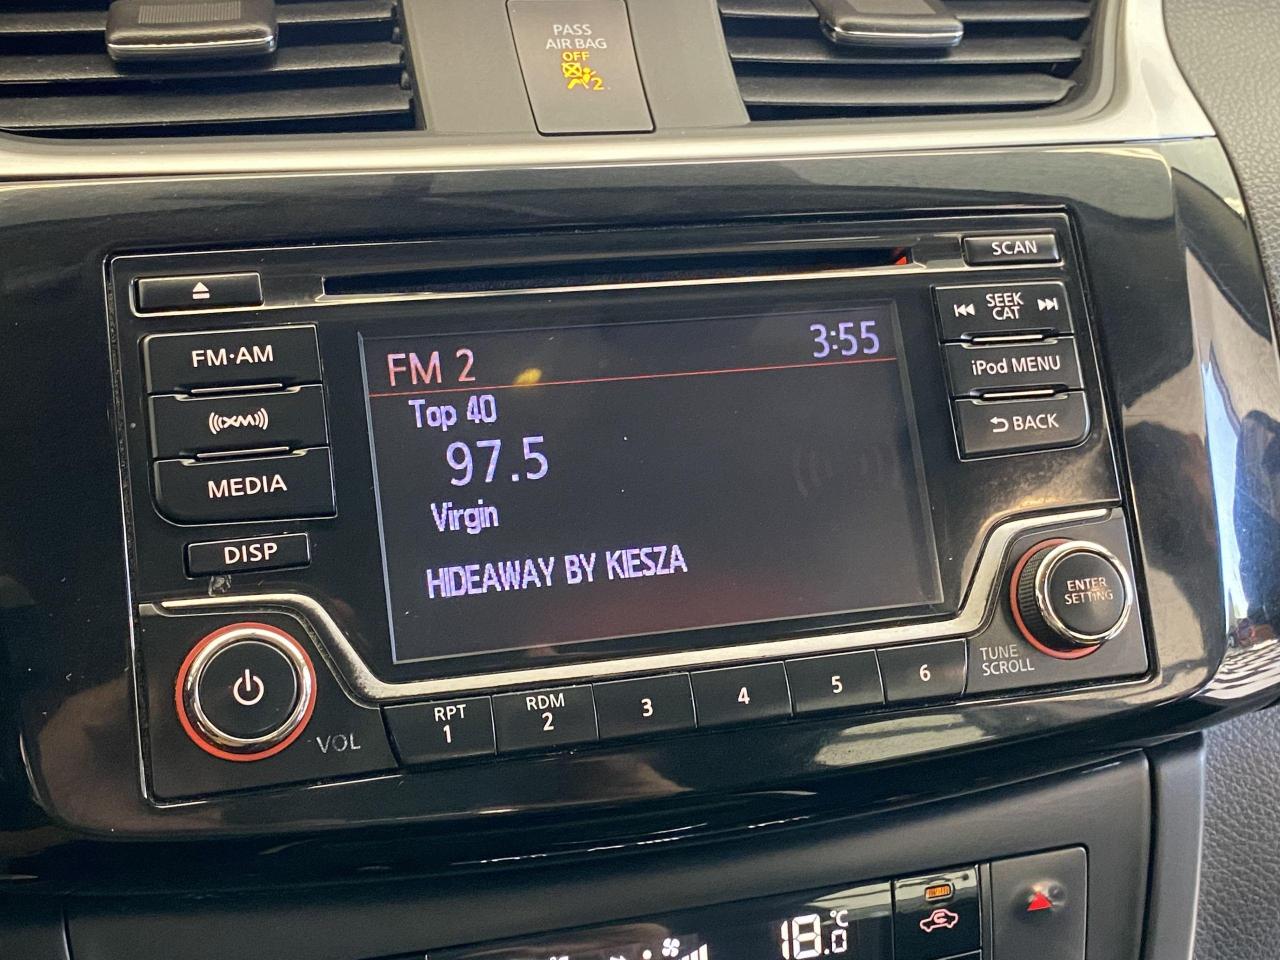 PASS
AIR BAG
OFF
2
SCAN
SEEK
CAT
iPod MENU
BACK
FM·AM
XM
MEDIA
DISP
FM 2
3:55
Top 40
97.5
Virgin
HIDEAWAY BY KIESZA
ENTER
SETTING
TUNE
SCROLL
VOL
RPT
1
RDM
2
3
4
5
6
18.0 °C